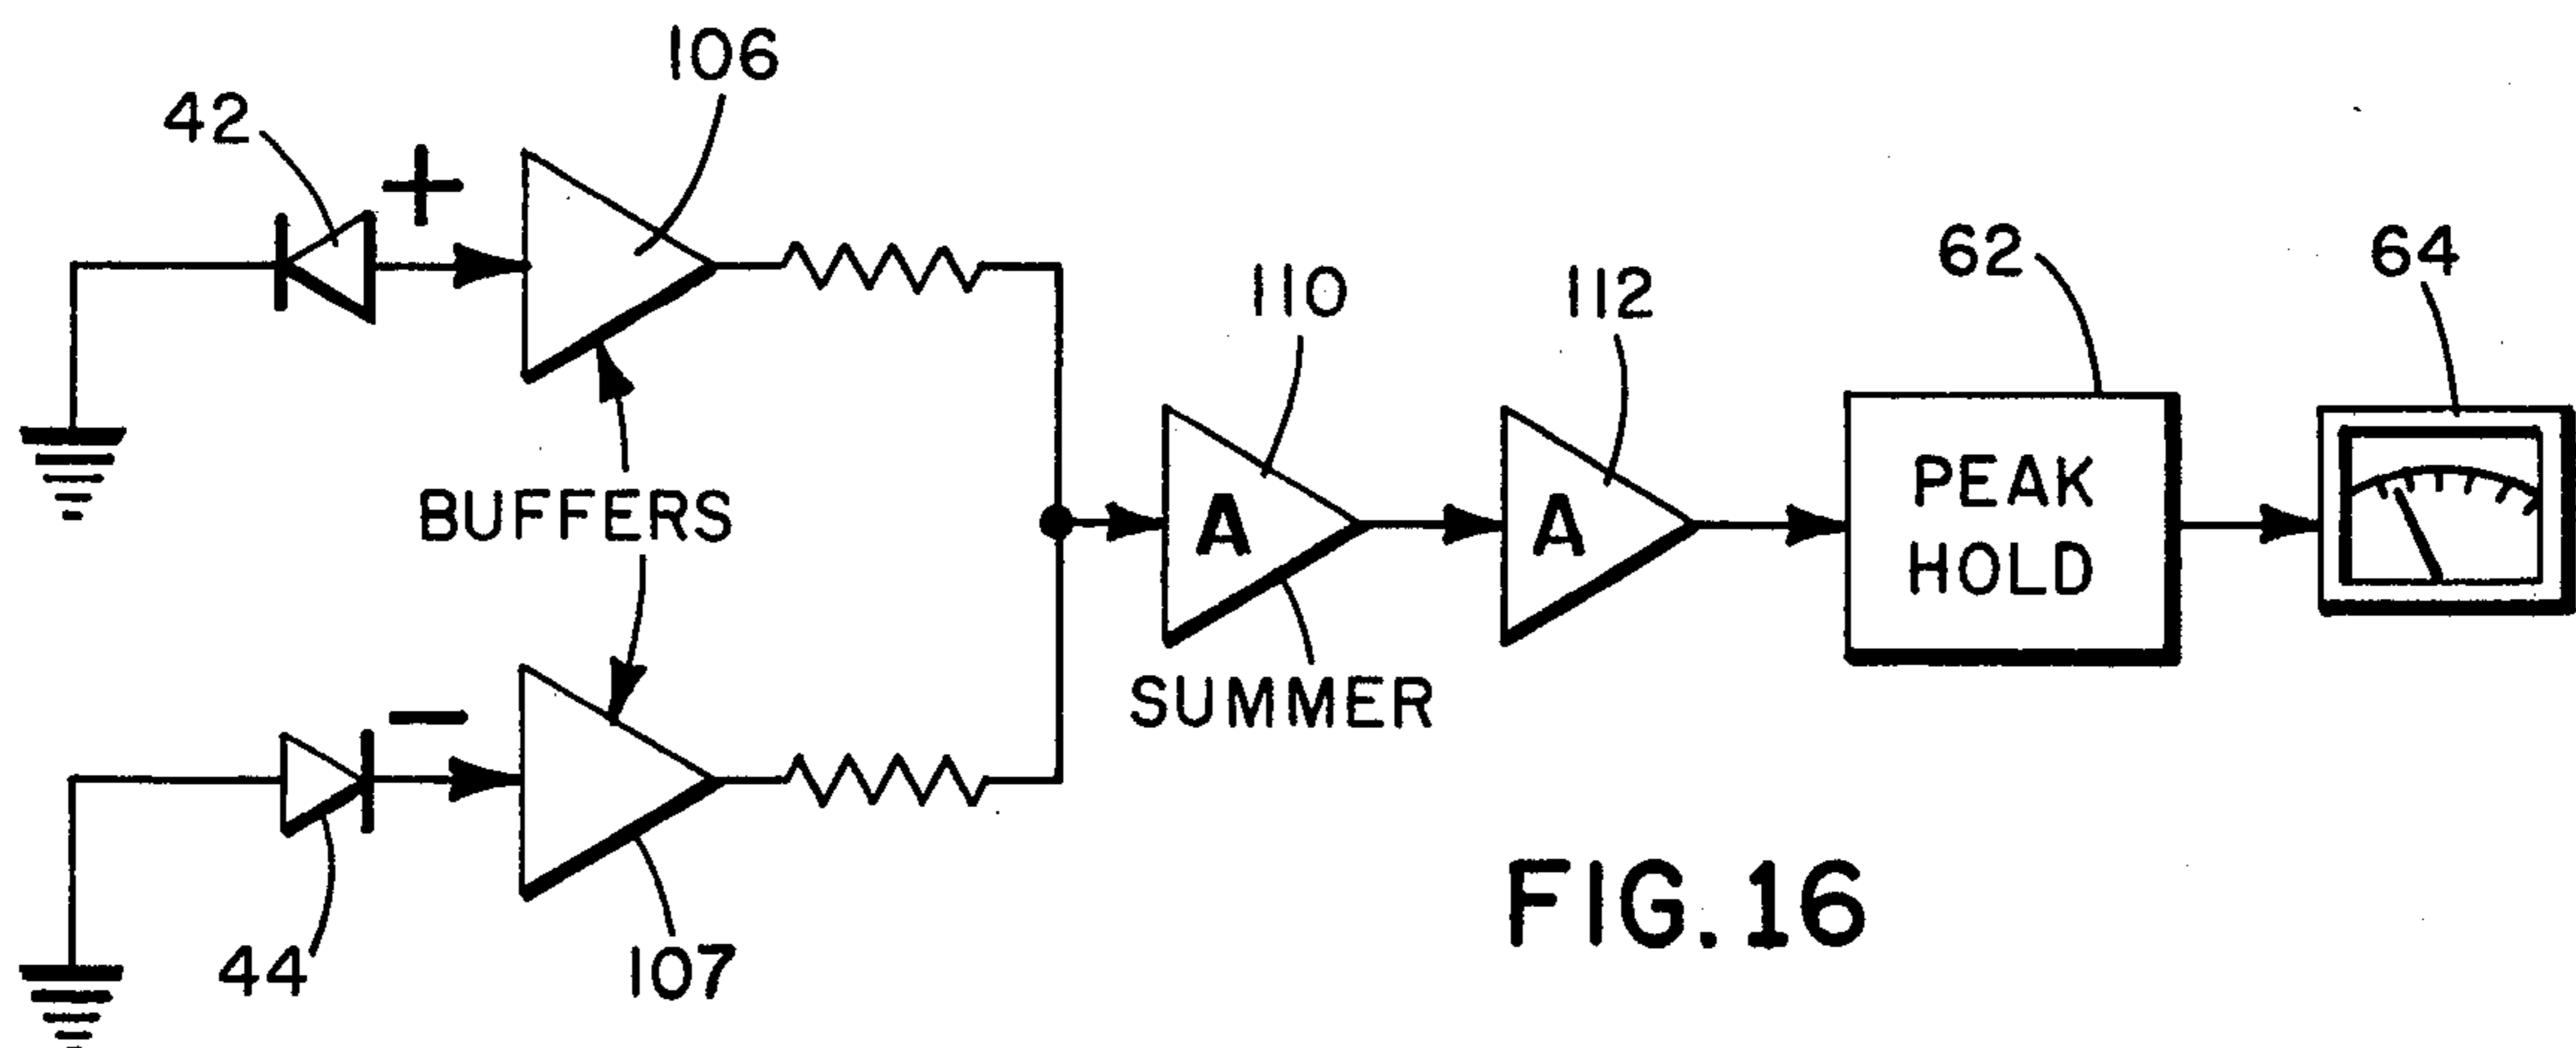 106
42
+
62
64
110
112
BUFFERS
A
A
PEAK
HOLD
SUMMER
−
44
107
FIG. 16